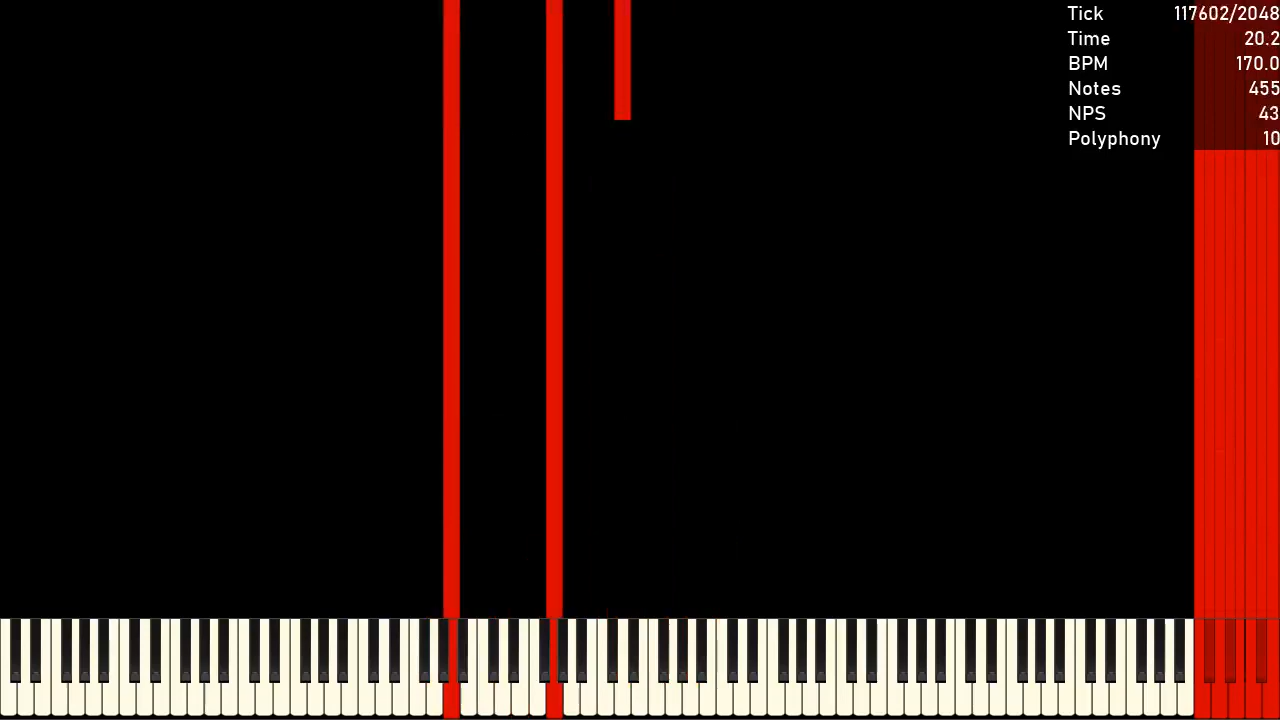 Tick 117602/2048
Time 20.2
BPM 170.0
Notes 455
NPS 43
Polyphony 10